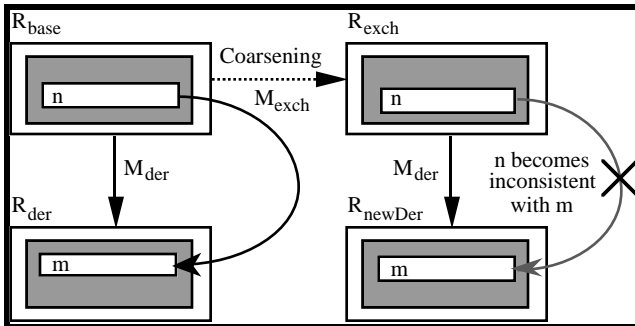 R_base
R_exch
Coarsening
M_exch
n
n
M_der
M_der
n becomes
inconsistent
with m
R_der
R_newDer
m
m